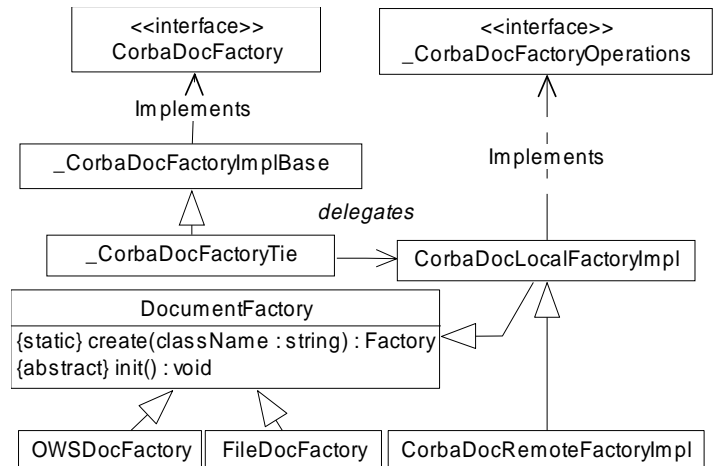 <<interface>>
CorbaDocFactory
<<interface>>
_CorbaDocFactoryOperations
Implements
_CorbaDocFactoryImplBase
Implements
delegates
_CorbaDocFactoryTie
CorbaDocLocalFactoryImpl
DocumentFactory
{static} create(className : string) : Factory
{abstract} init() : void
OWSDocFactory
FileDocFactory
CorbaDocRemoteFactoryImpl